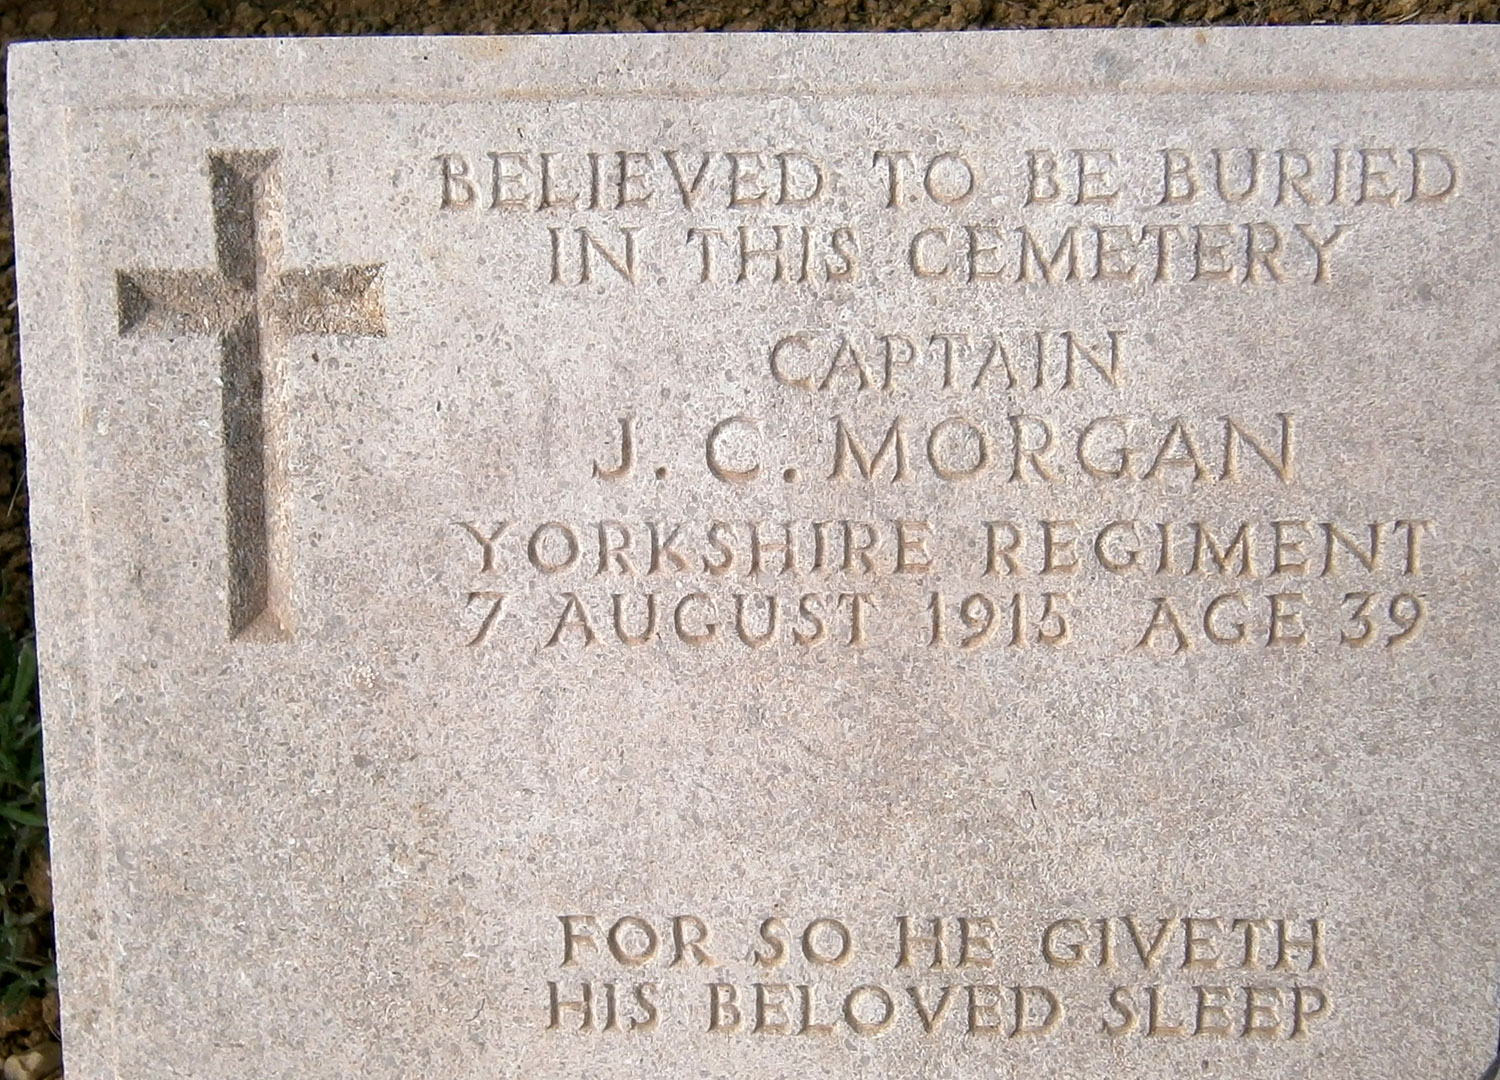 BELIEVED TO BE BURIED
IN THIS CEMETERY
CAPTAIN
J. C. MORGAN
YORKSHIRE REGIMENT
7 AUGUST 1915 AGE 39
FOR SO HE GIVETH
HIS BELOVED SLEEP